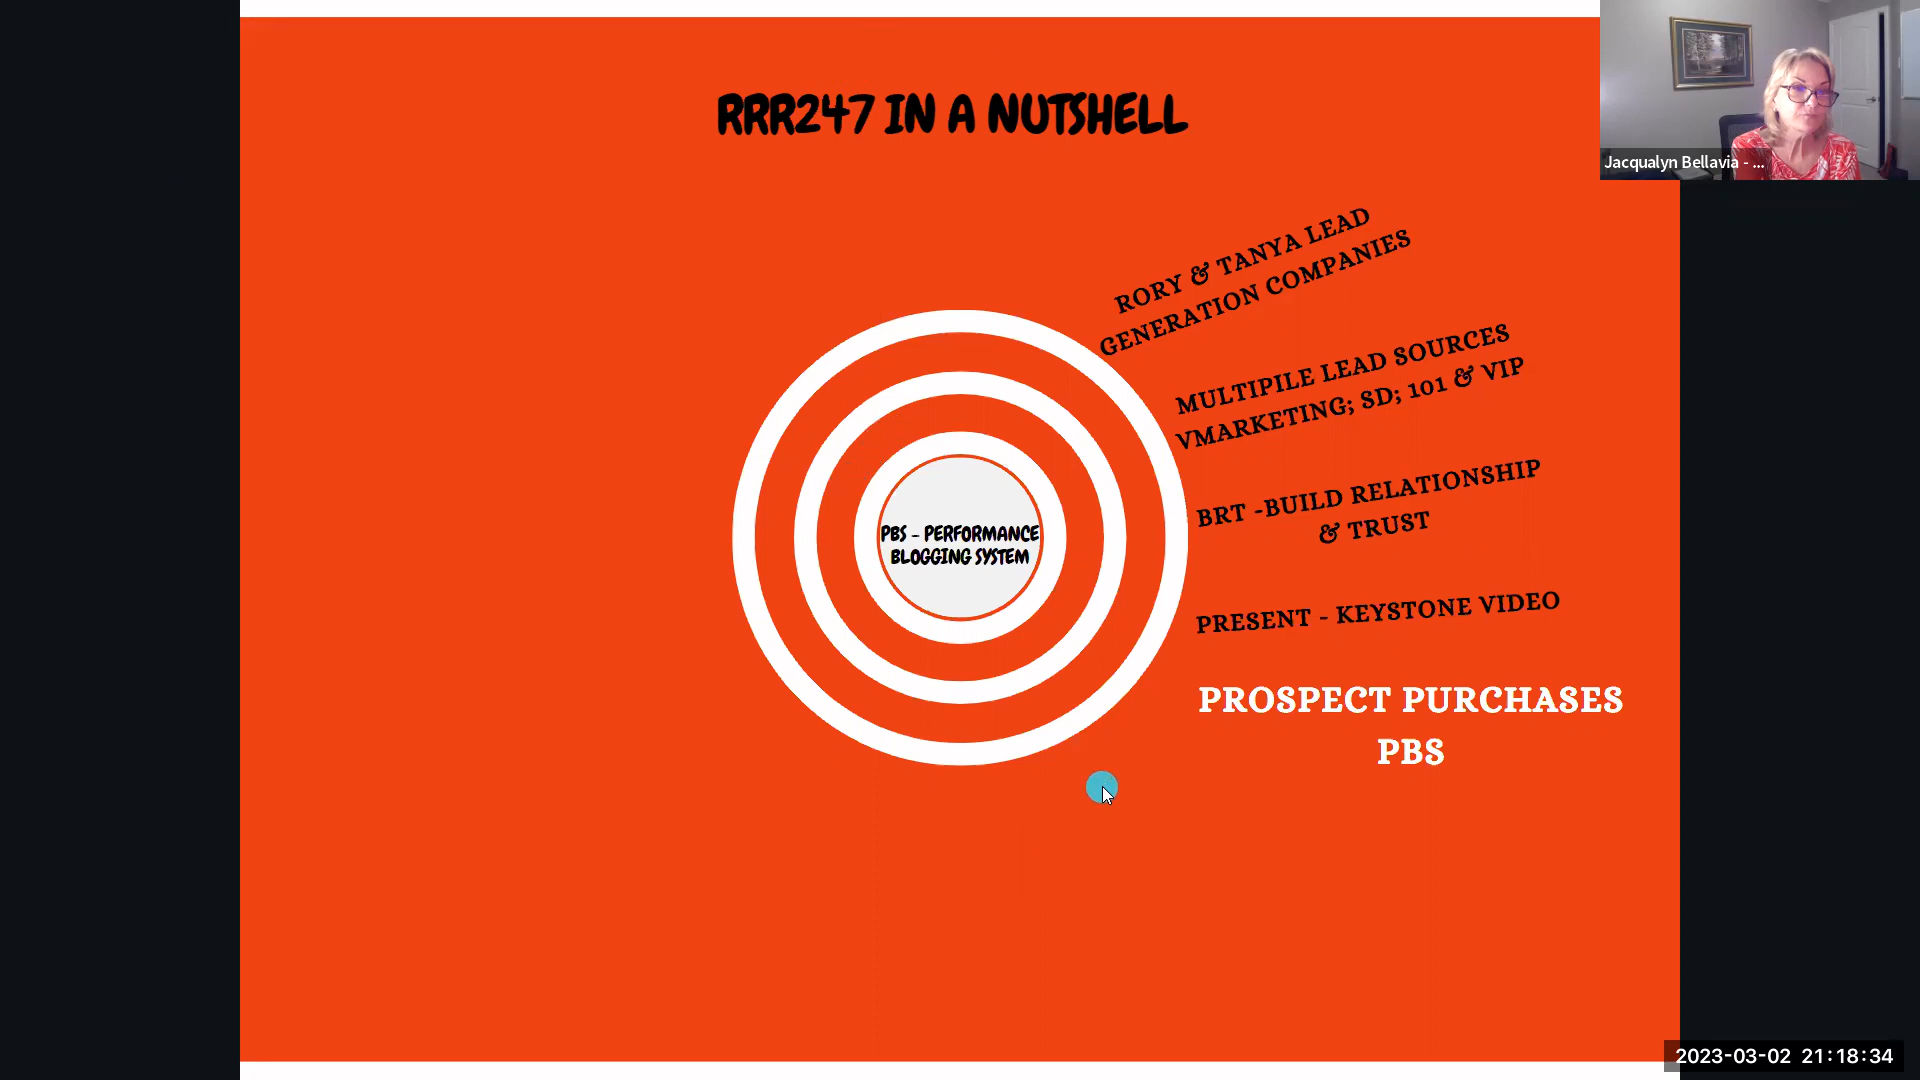 RRR247 IN A NUTSHELL
Jacqualyn Bellavia - ...
RORY & TANYA LEAD
GENERATION COMPANIES
MULTIPILE LEAD SOURCES
VMARKETING; SD; 101 & VIP
BRT -BUILD RELATIONSHIP
& TRUST
PBS - PERFORMANCE
BLOGGING SYSTEM
PRESENT - KEYSTONE VIDEO
PROSPECT PURCHASES
PBS
2023-03-02 21:18:34